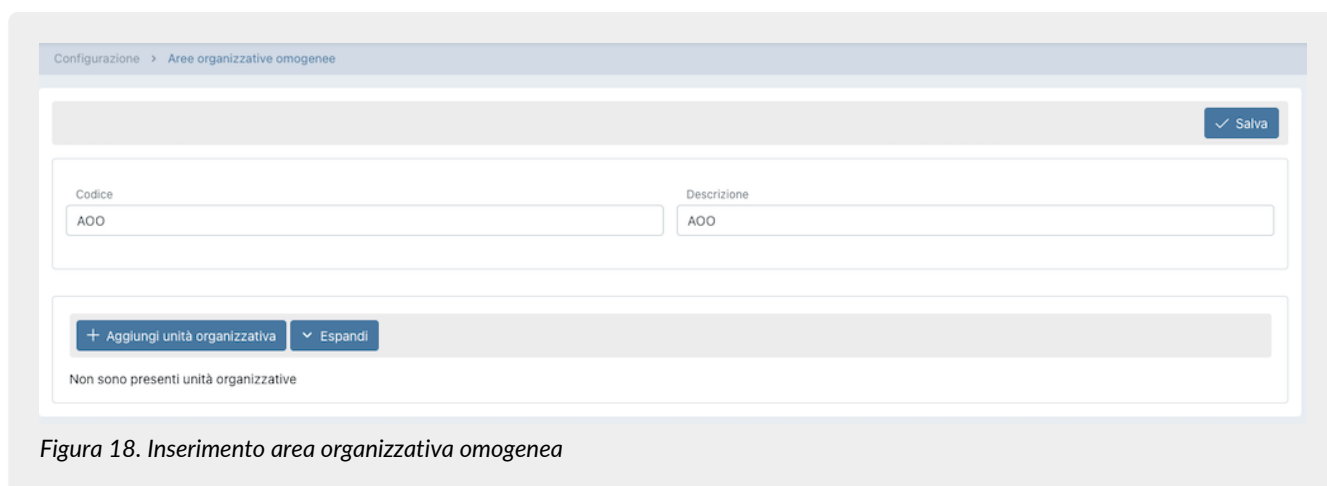 Configurazione > Aree organizzative omogenee
Salva
Codice Descrizione
AOO AOO
Aggiungi unità organizzativa Espandi
Non sono presenti unità organizzative
Figura 18. Inserimento area organizzativa omogenea